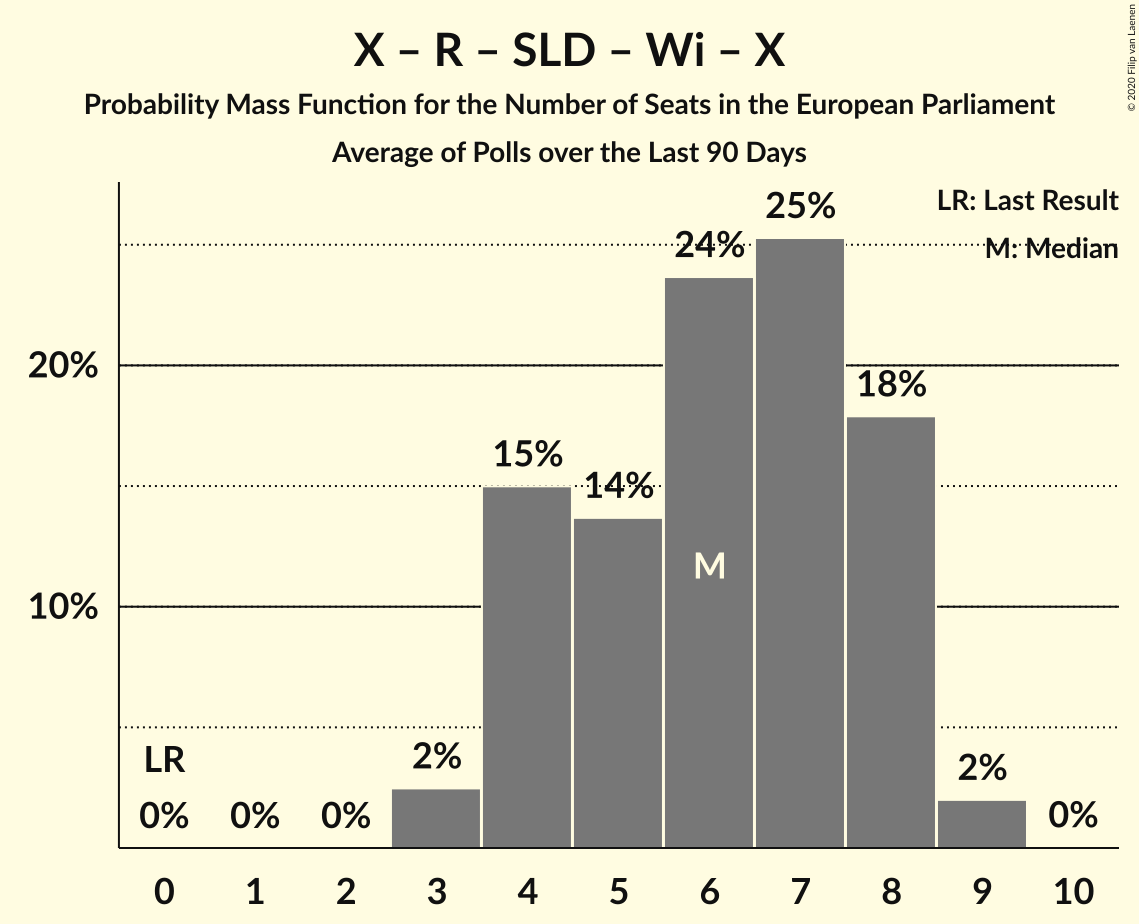 X – R – SLD – Wi – X
Probability Mass Function for the Number of Seats in the European Parliament
Average of Polls over the Last 90 Days
© 2020 Filip van Laenen
LR: Last Result
M: Median
25%
24%
20%
18%
15%
14%
M
10%
LR
2%
2%
0%
0%
0%
0%
0 1 2 3 4 5 6 7 8 9 10